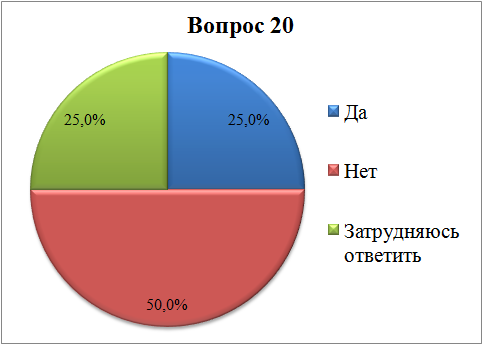 Вопрос 20
25,0%
25,0%
50,0%
Да
Нет
Затрудняюсь
ответить